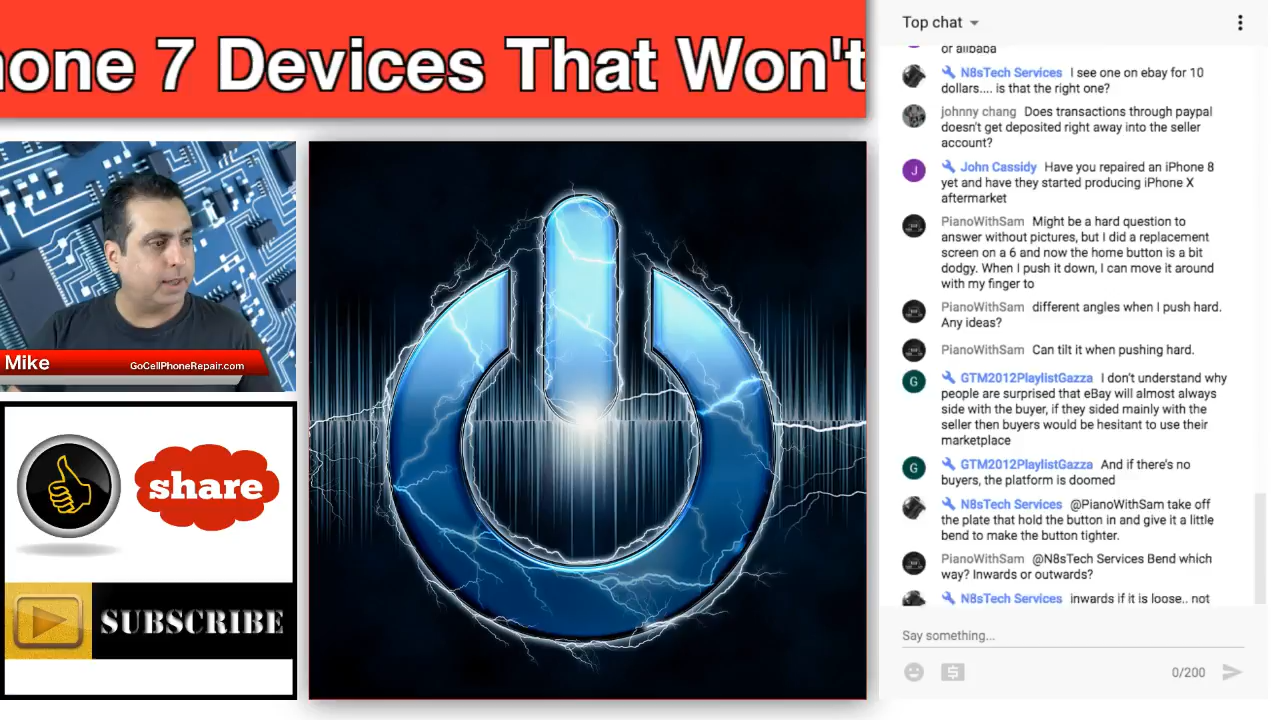 one 7 Devices That Won't
Mike
GoCellPhoneRepair.com
share
SUBSCRIBE
Top chat
or alibaba
N8sTech Services I see one on ebay for 10
dollars.... is that the right one?
johnny chang Does transactions through paypal
doesn't get deposited right away into the seller
account?
J
John Cassidy Have you repaired an iPhone 8
yet and have they started producing iPhone X
aftermarket
PianoWithSam Might be a hard question to
answer without pictures, but I did a replacement
screen on a 6 and now the home button is a bit
dodgy. When I push it down, I can move it around
with my finger to
PianoWithSam different angles when I push hard.
Any ideas?
PianoWithSam Can tilt it when pushing hard.
G
GTM2012PlaylistGazza I don't understand why
people are surprised that eBay will almost always
side with the buyer, if they sided mainly with the
seller then buyers would be hesitant to use their
marketplace
G
GTM2012PlaylistGazza And if there's no
buyers, the platform is doomed
N8sTech Services @PianoWithSam take off
the plate that hold the button in and give it a little
bend to make the button tighter.
PianoWithSam @N8sTech Services Bend which
way? Inwards or outwards?
N8sTech Services inwards if it is loose.. not
Say something...
0/200